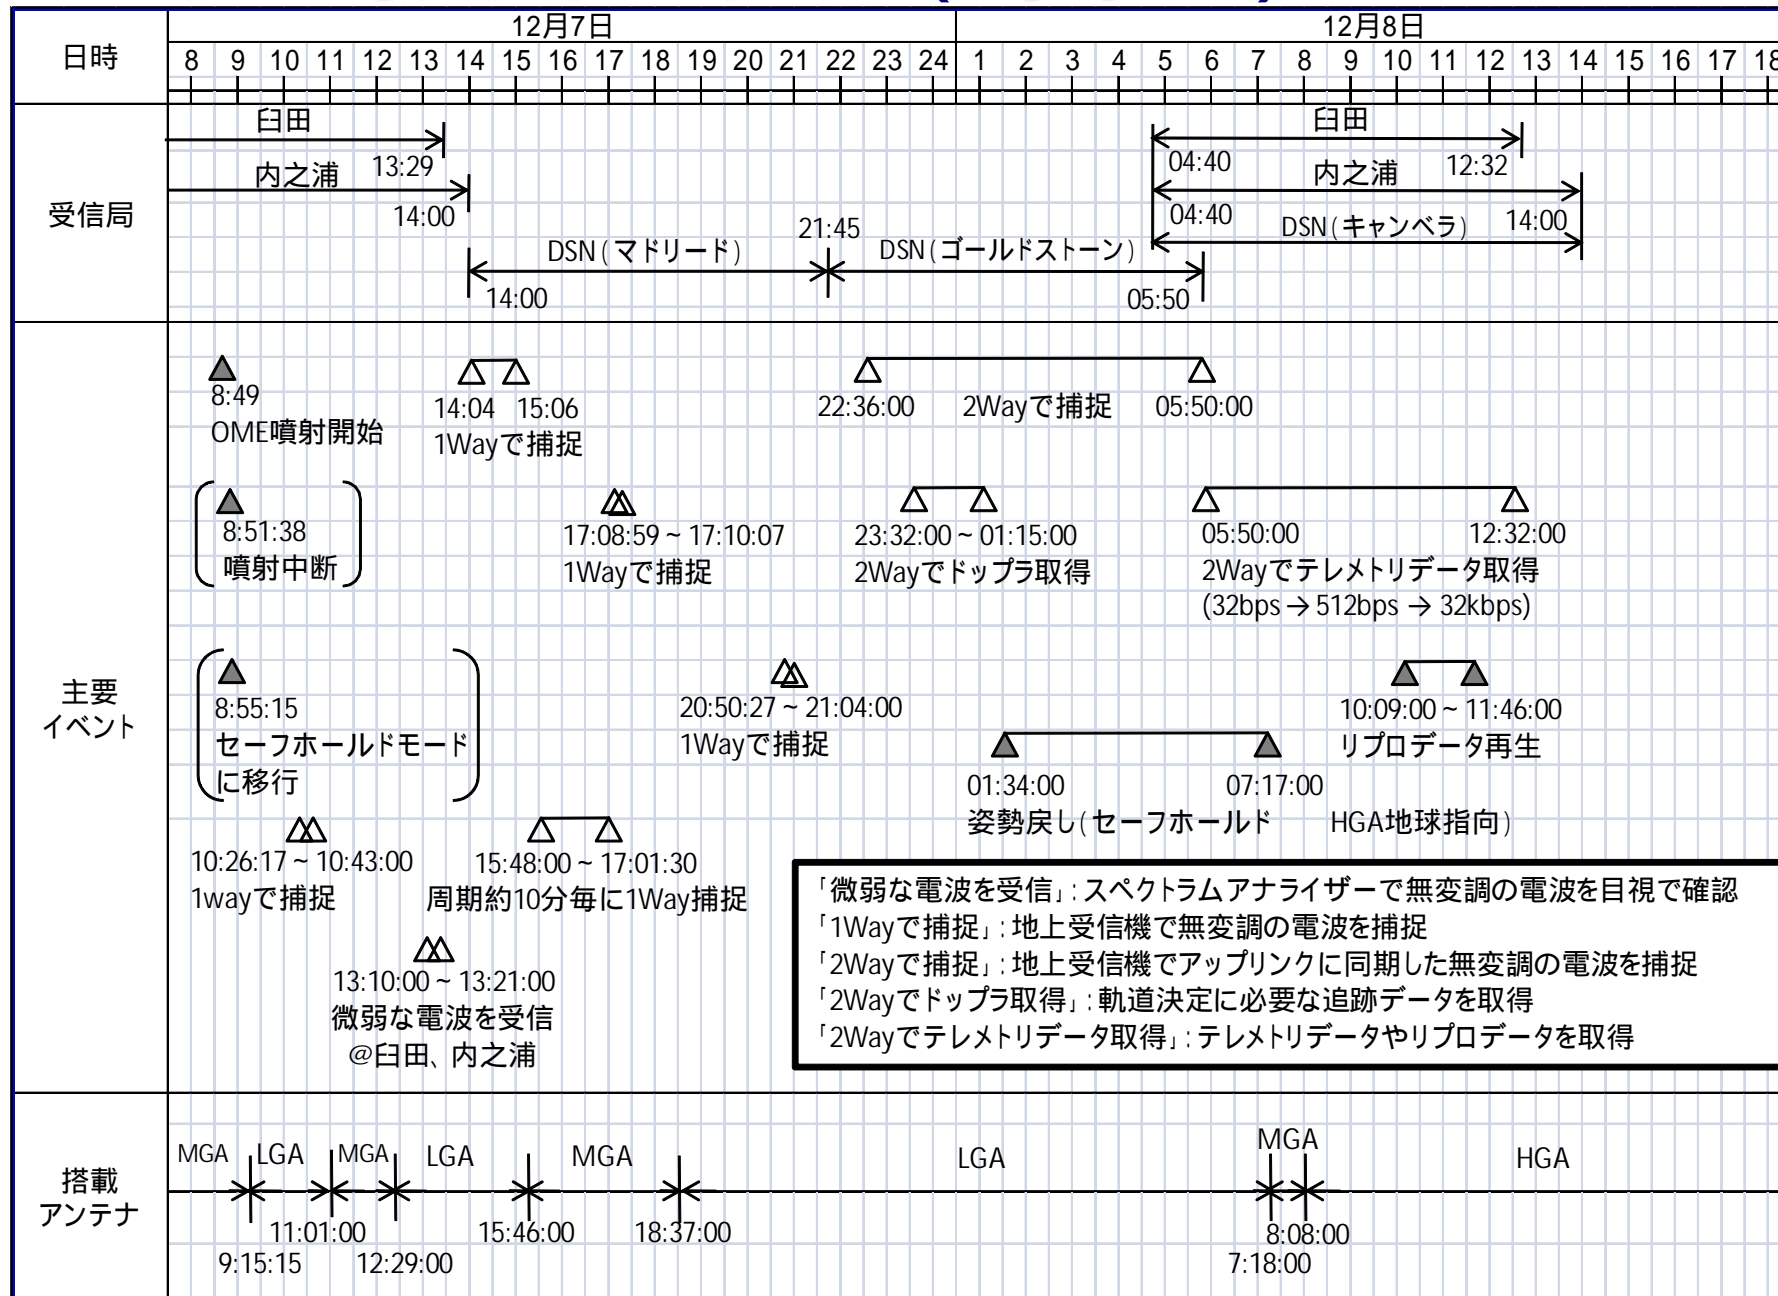 12月7日 12月8日
日時
8 9 10 11 12 13 14 15 16 17 18 19 20 21 22 23 24 1 2 3 4 5 6 7 8 9 10 11 12 13 14 15 16 17 18
受信局
臼田 臼田
13:29 04:40 12:32
内之浦 内之浦
14:00 04:40 14:00
21:45 DSN(キャンベラ)
DSN(マドリード) DSN(ゴールドストーン)
14:00 05:50
主要
イベント
8:49
OME噴射開始
14:04 15:06
1Wayで捕捉
22:36:00 2Wayで捕捉 05:50:00
8:51:38
噴射中断
17:08:59 ~ 17:10:07
1Wayで捕捉
23:32:00 ~ 01:15:00
2Wayでドップラ取得
05:50:00 12:32:00
2Wayでテレメトリデータ取得
(32bps → 512bps → 32kbps)
8:55:15
セーフホールドモード
に移行
20:50:27 ~ 21:04:00
1Wayで捕捉
10:09:00 ~ 11:46:00
リプロデータ再生
01:34:00 07:17:00
姿勢戻し(セーフホールド HGA地球指向)
10:26:17 ~ 10:43:00
1wayで捕捉
15:48:00 ~ 17:01:30
周期約10分毎に1Way捕捉
13:10:00 ~ 13:21:00
微弱な電波を受信
@臼田、内之浦
「微弱な電波を受信」:スペクトラムアナライザーで無変調の電波を目視で確認
「1Wayで捕捉」:地上受信機で無変調の電波を捕捉
「2Wayで捕捉」:地上受信機でアップリンクに同期した無変調の電波を捕捉
「2Wayでドップラ取得」:軌道決定に必要な追跡データを取得
「2Wayでテレメトリデータ取得」:テレメトリデータやリプロデータを取得
搭載
アンテナ
MGA LGA MGA LGA MGA LGA MGA HGA
11:01:00 15:46:00 18:37:00 8:08:00
9:15:15 12:29:00 7:18:00